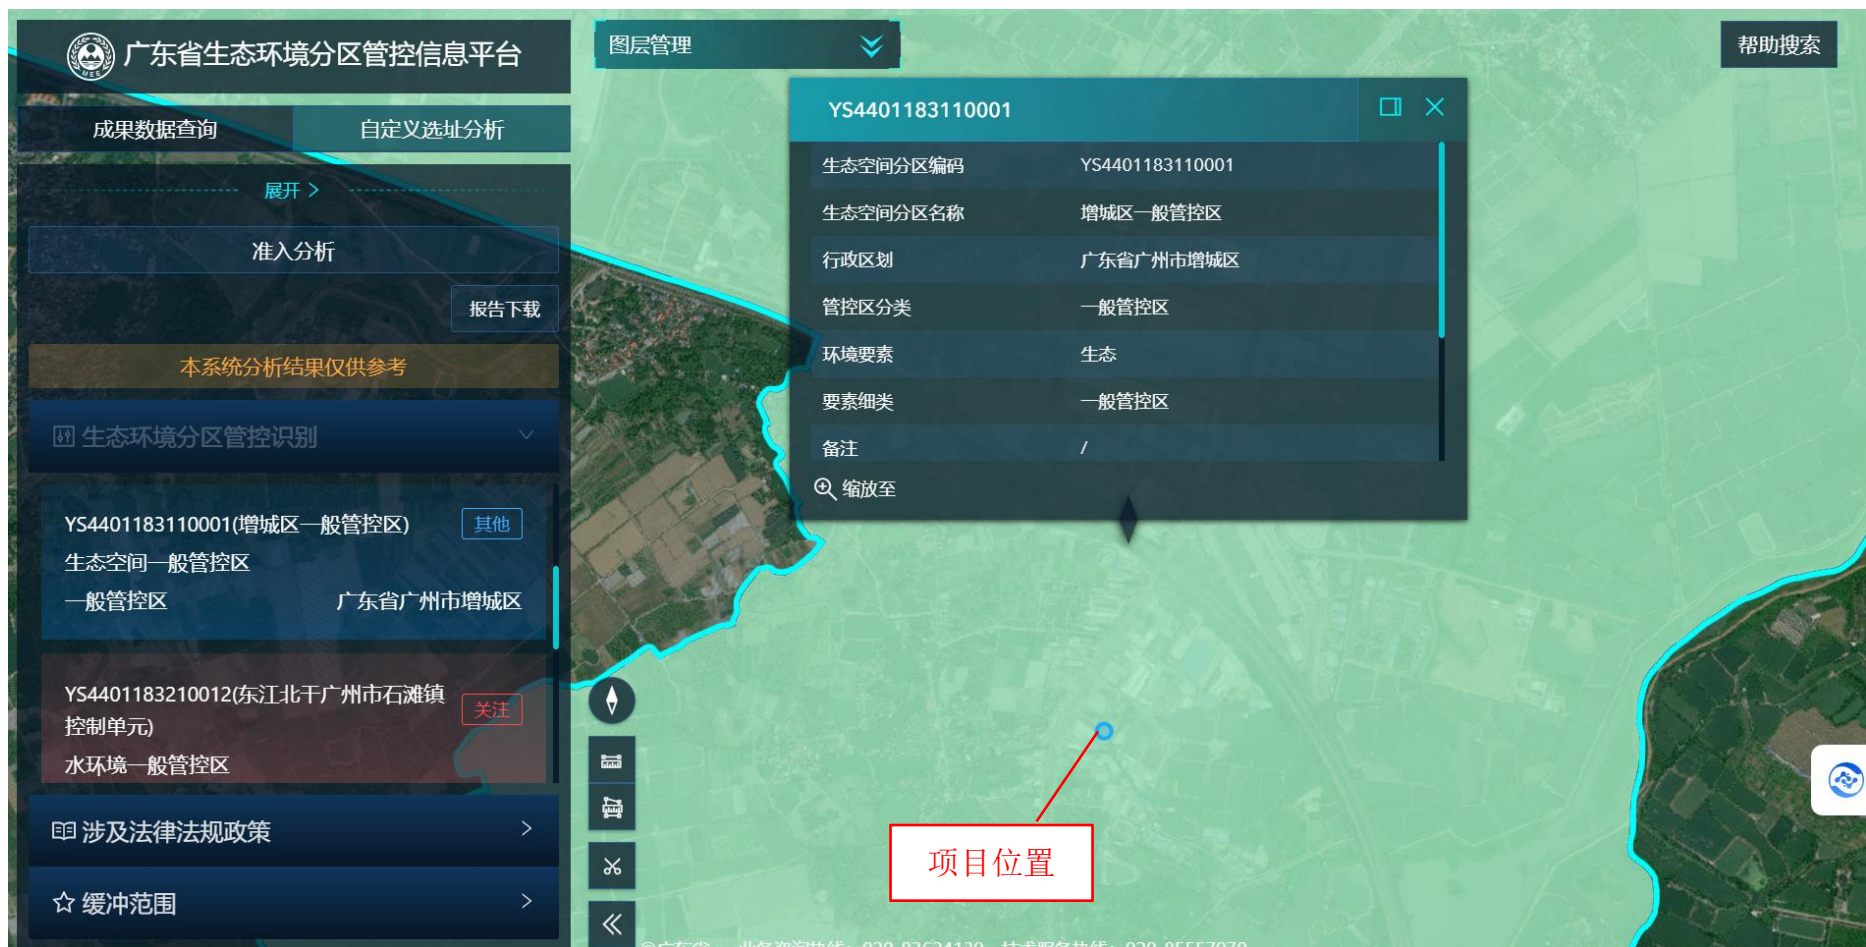 广东省生态环境分区管控信息平台
成果数据查询
自定义选址分析
展开 >
准入分析
报告下载
本系统分析结果仅供参考
生态环境分区管控识别
YS4401183110001(增城区一般管控区)
其他
生态空间一般管控区
一般管控区
广东省广州市增城区
YS4401183210012(东江北干广州市石滩镇
控制单元)
关注
水环境一般管控区
涉及法律法规政策
缓冲范围
图层管理
帮助搜索
YS4401183110001
生态空间分区编码 YS4401183110001
生态空间分区名称 增城区一般管控区
行政区划 广东省广州市增城区
管控区分类 一般管控区
环境要素 生态
要素细类 一般管控区
备注 /
缩放至
项目位置